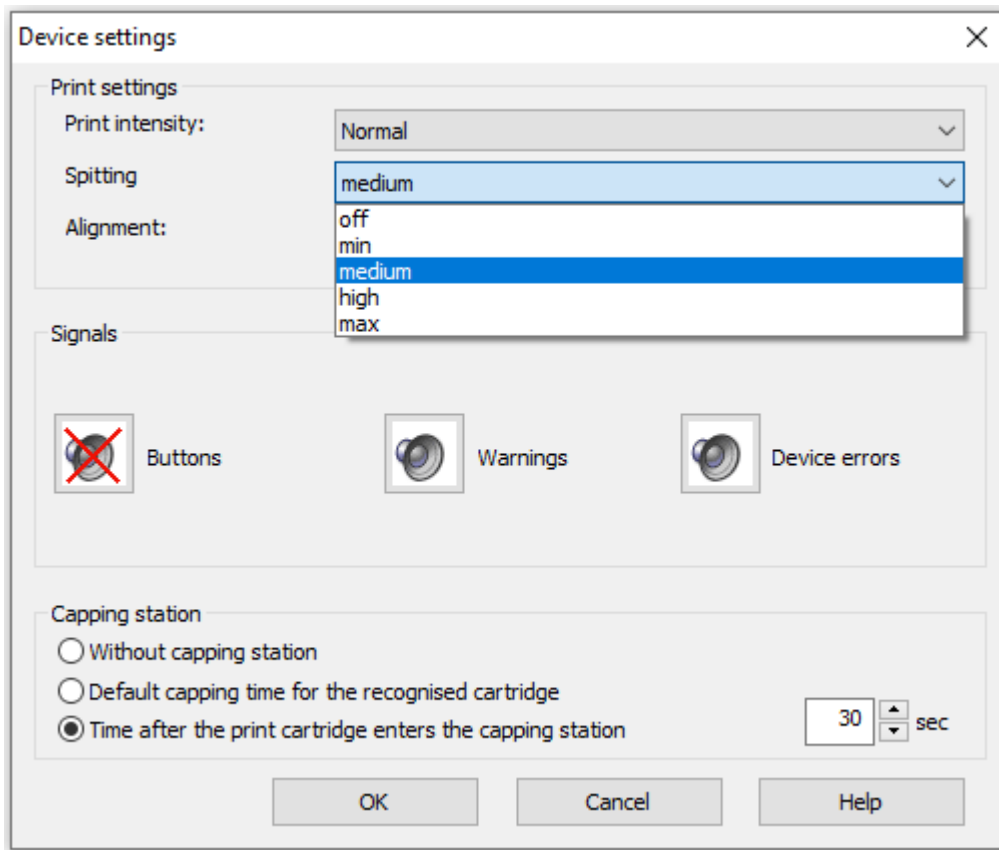 Device settings
Print settings
Print intensity:
Normal
Spitting
medium
Alignment:
off
min
medium
high
max
Signals
Buttons
Warnings
Device errors
Capping station
Without capping station
Default capping time for the recognised cartridge
Time after the print cartridge enters the capping station
30 sec
OK
Cancel
Help